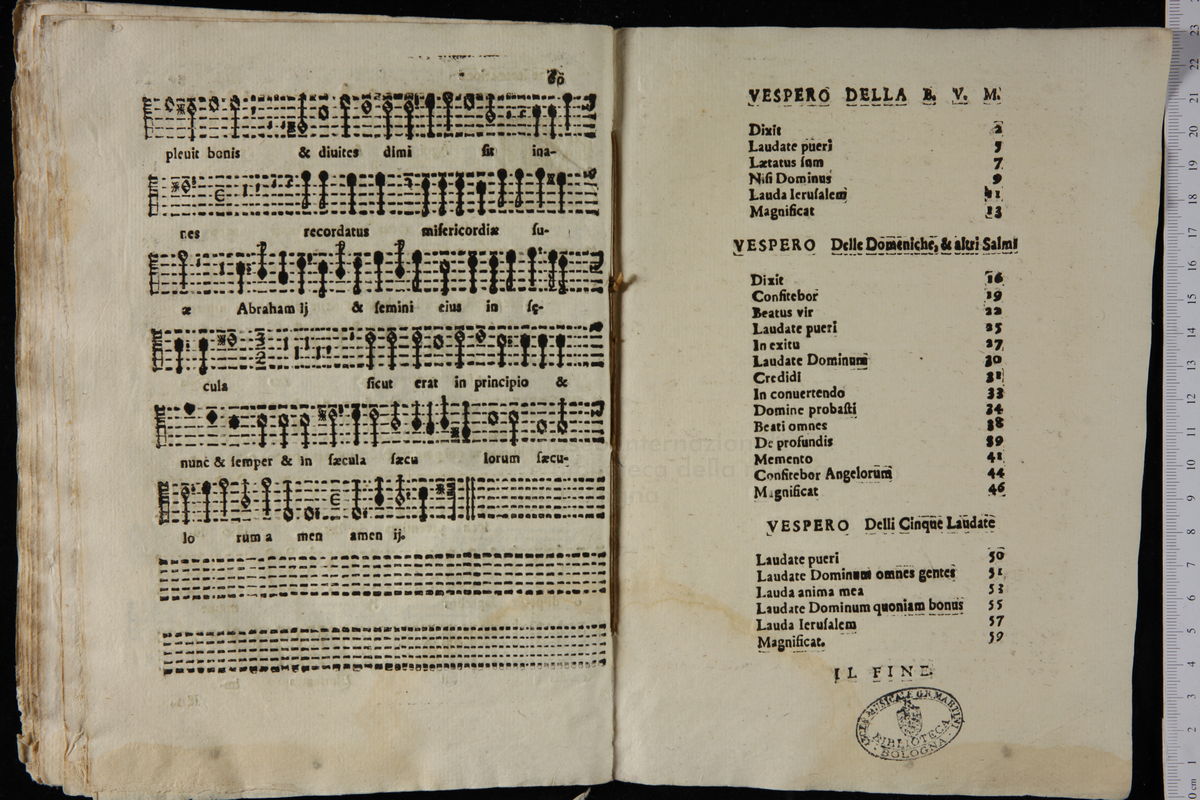 60
pleuit bonis & diuites dimi sit ina-
nes recordatus misericordiæ su-
æ Abraham ij & semini eius in sę-
cula sicut erat in principio &
nunc & semper & in sæcula sæcu lorum sæcu-
lo rum a men amen ij.
VESPERO DELLA B. V. M.
Dixit 2
Laudate pueri 5
Lætatus sum 7
Nisi Dominus 9
Lauda Ierusalem 11
Magnificat 13
VESPERO Delle Domeniche, & altri Salmi
Dixit 16
Confitebor 19
Beatus vir 22
Laudate pueri 25
In exitu 27
Laudate Dominum 30
Credidi 31
In conuertendo 33
Domine probasti 34
Beati omnes 38
De profundis 39
Memento 41
Confitebor Angelorum 44
Magnificat 46
VESPERO Delli Cinque Laudate
Laudate pueri 50
Laudate Dominum omnes gentes 51
Lauda anima mea 53
Laudate Dominum quoniam bonus 55
Lauda Ierusalem 57
Magnificat. 59
IL FINE
BIBLIOTECA
BOLOGNA